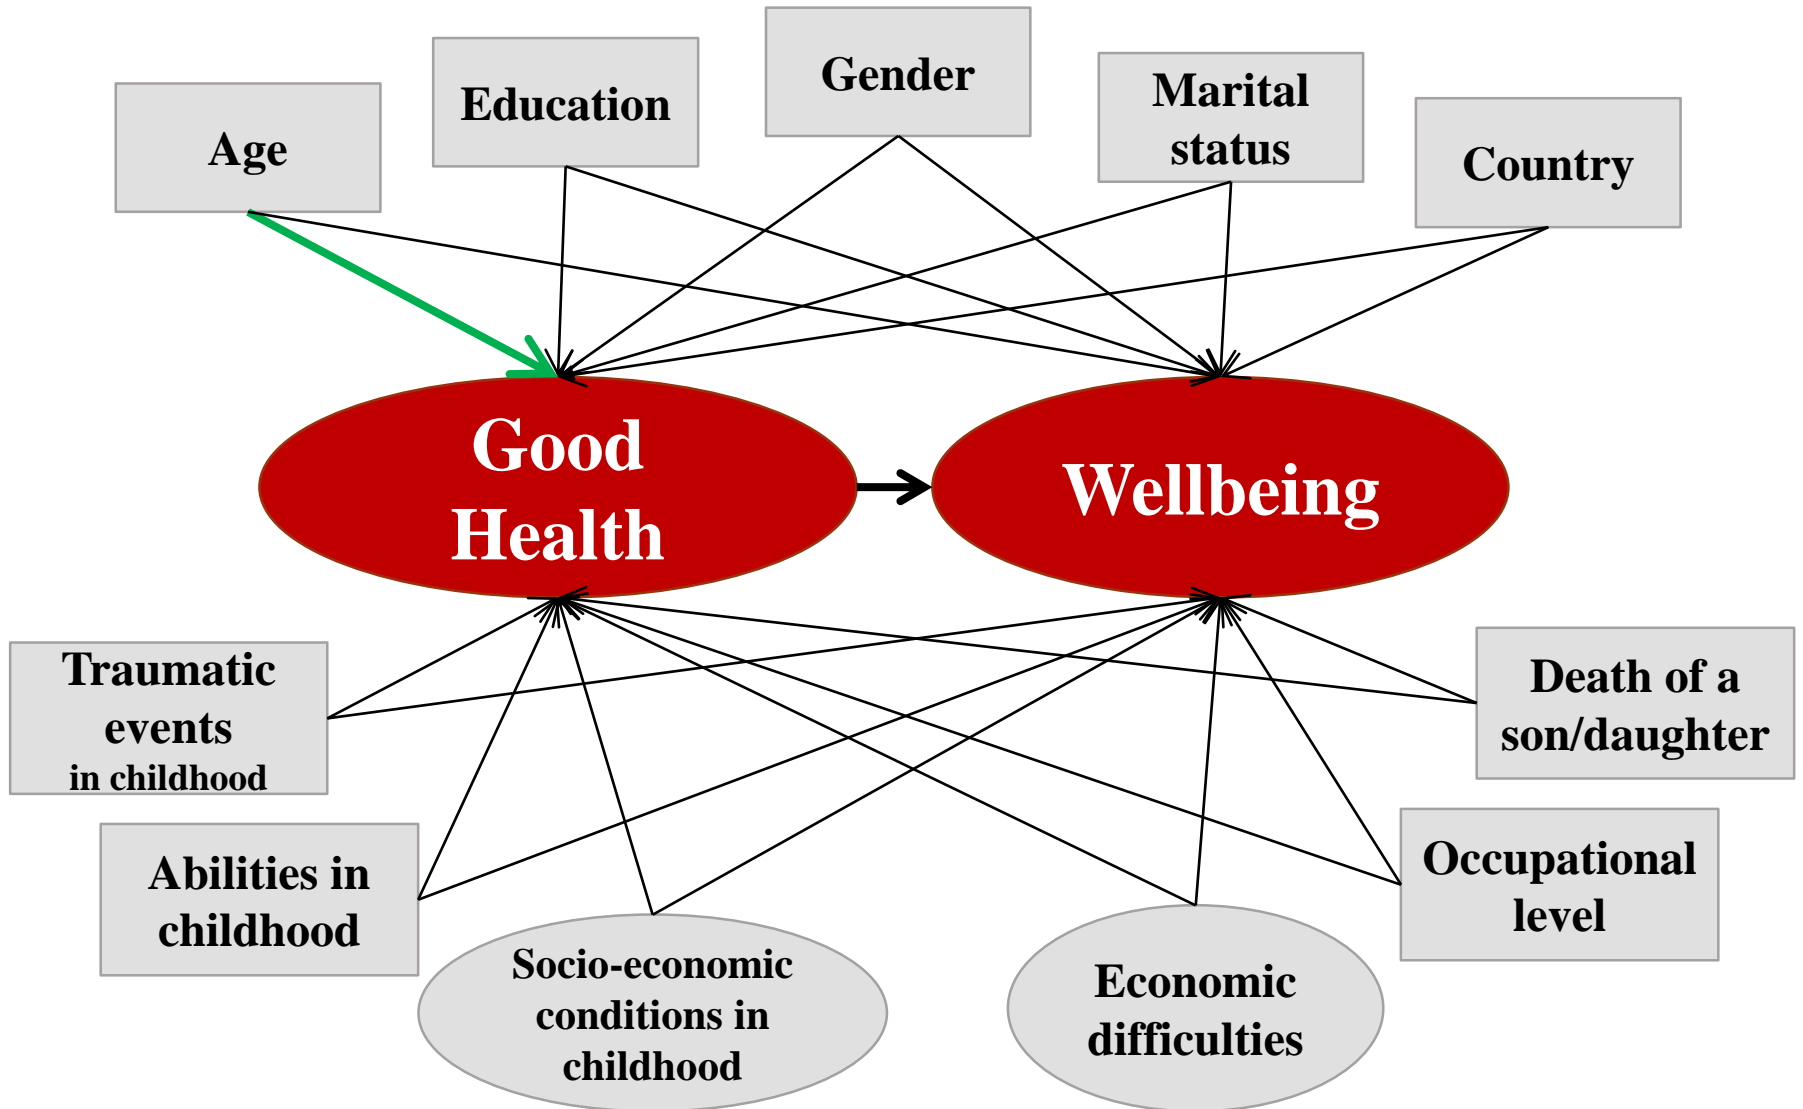 Age
Education
Gender
Marital
status
Country
Good
Health
Wellbeing
Traumatic
events
in childhood
Abilities in
childhood
Socio-economic
conditions in
childhood
Economic
difficulties
Occupational
level
Death of a
son/daughter